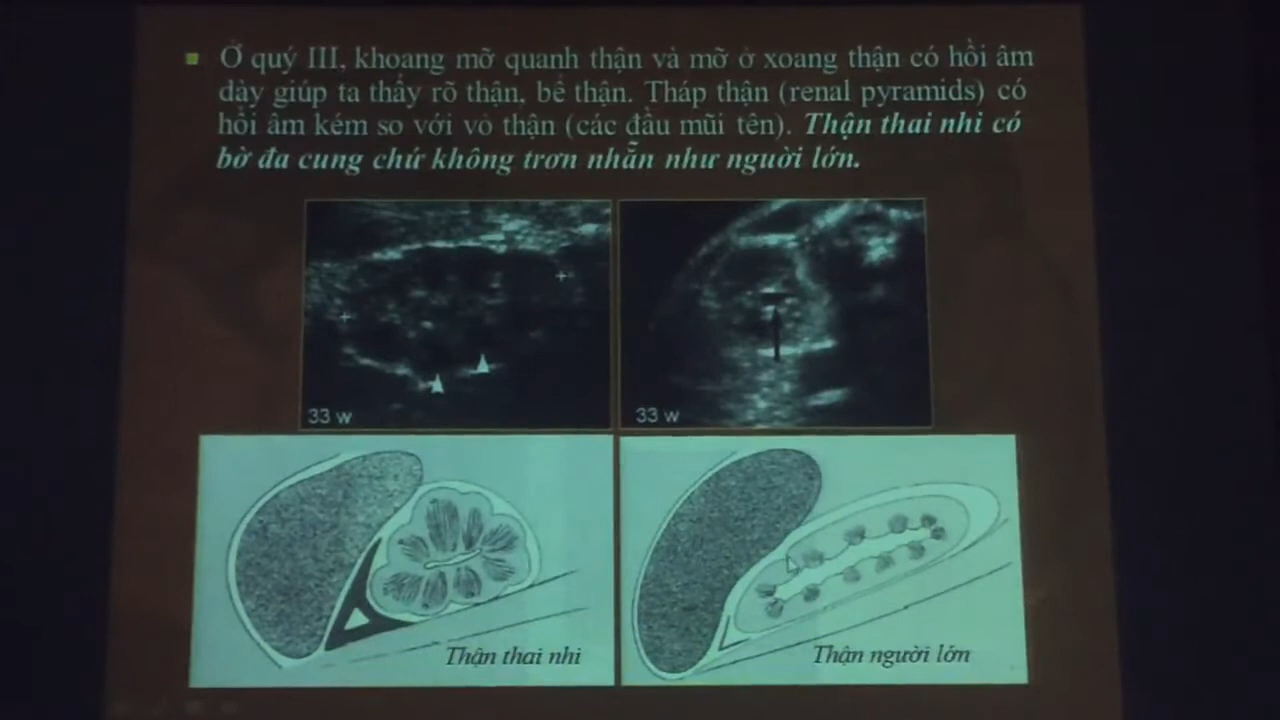 Ở quý III, khoang mỡ quanh thận và mỡ ở xoang thận có hồi âm
dày giúp ta thấy rõ thận, bể thận. Tháp thận (renal pyramids) có
hồi âm kém so với vỏ thận (các đầu mũi tên). Thận thai nhi có
bờ đa cung chứ không trơn nhẵn như người lớn.
33 w
33 w
Thận thai nhi
Thận người lớn